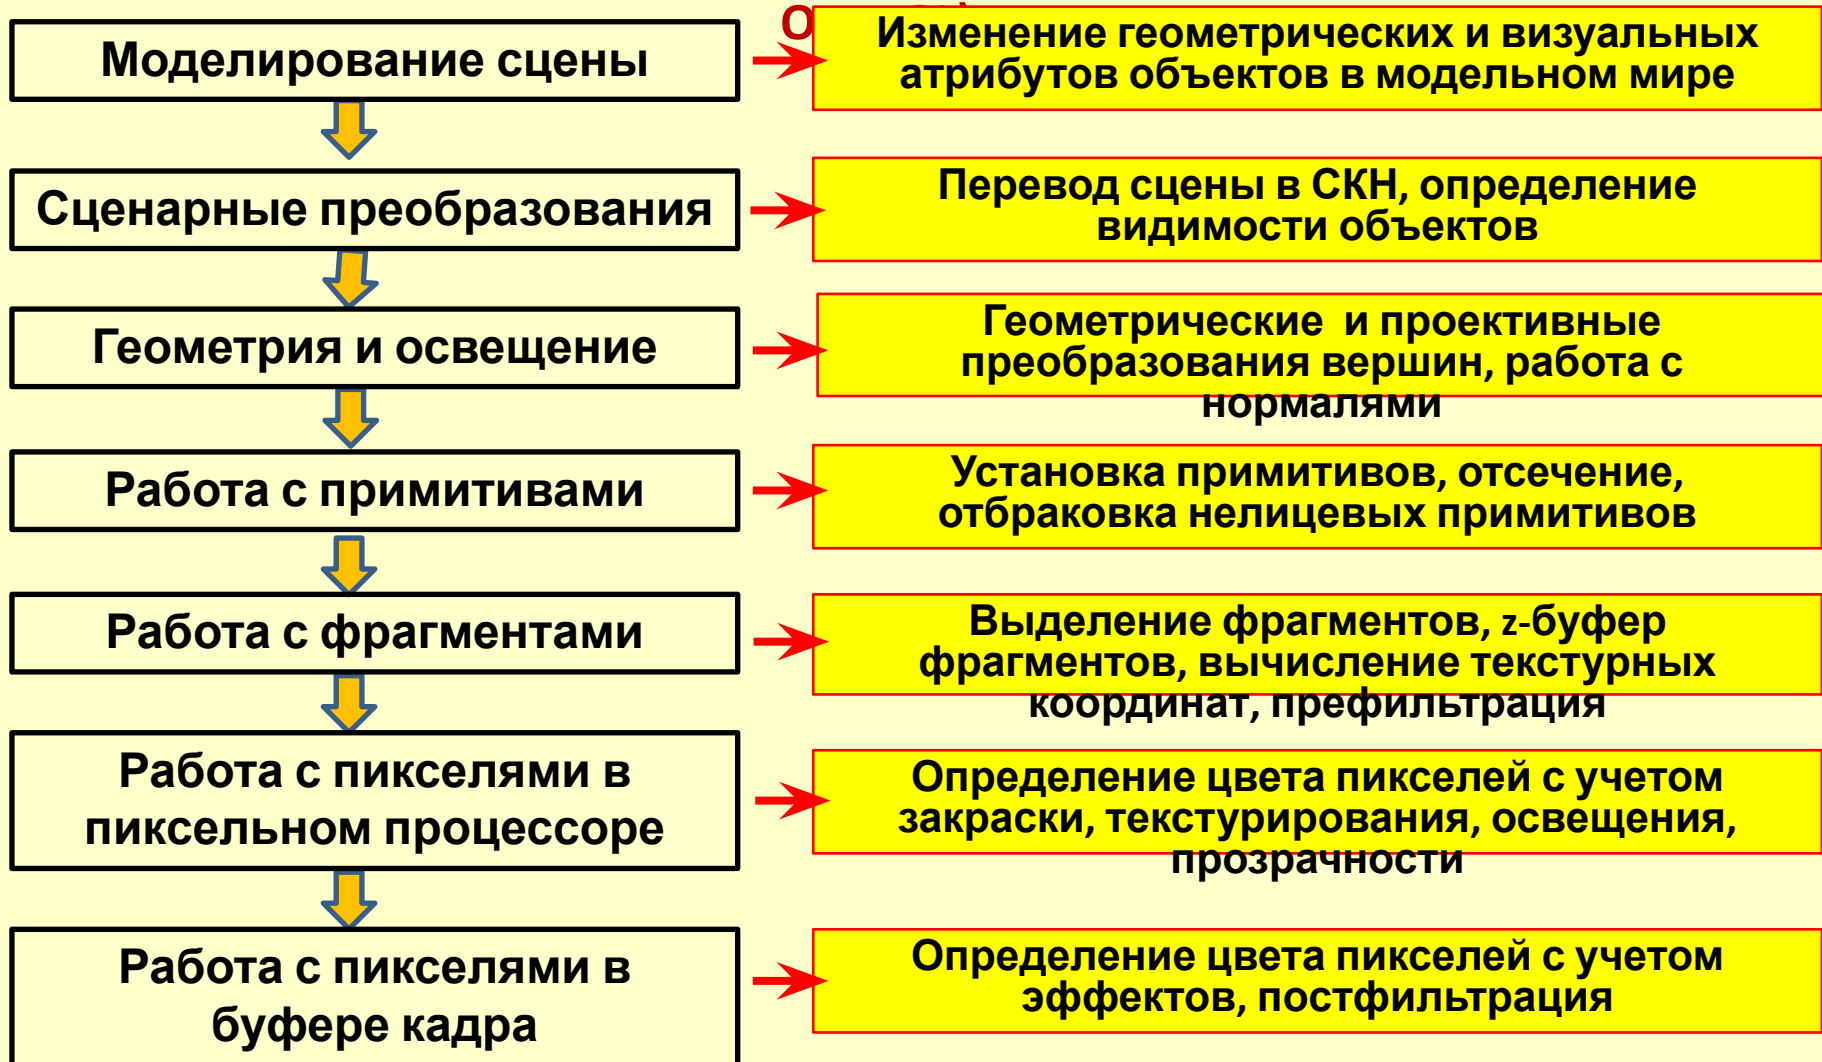 Моделирование сцены
Изменение геометрических и визуальных
атрибутов объектов в модельном мире
Сценарные преобразования
Перевод сцены в СКН, определение
видимости объектов
Геометрия и освещение
Геометрические и проективные
преобразования вершин, работа с
нормалями
Работа с примитивами
Установка примитивов, отсечение,
отбраковка нелицевых примитивов
Работа с фрагментами
Выделение фрагментов, z-буфер
фрагментов, вычисление текстурных
координат, префильтрация
Работа с пикселями в
пиксельном процессоре
Определение цвета пикселей с учетом
закраски, текстурирования, освещения,
прозрачности
Работа с пикселями в
буфере кадра
Определение цвета пикселей с учетом
эффектов, постфильтрация